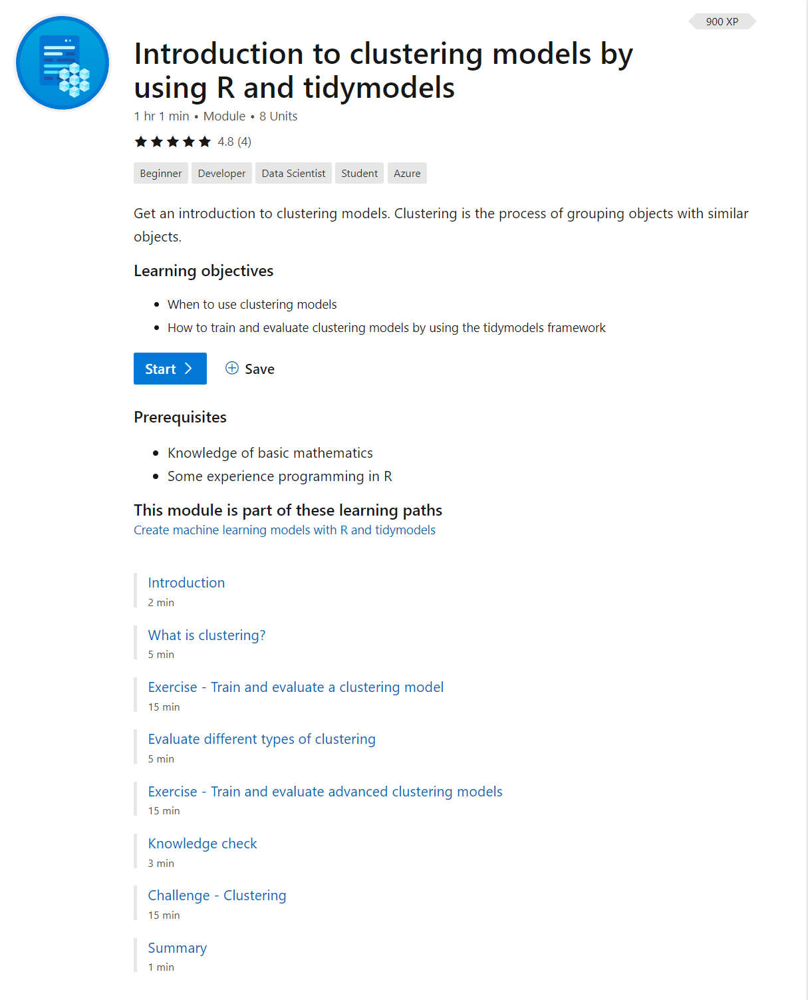 900 XP
Introduction to clustering models by
using R and tidymodels
1 hr 1 min • Module • 8 Units
4.8 (4)
Beginner Developer Data Scientist Student Azure
Get an introduction to clustering models. Clustering is the process of grouping objects with similar
objects.
Learning objectives
• When to use clustering models
• How to train and evaluate clustering models by using the tidymodels framework
Start Save
Prerequisites
• Knowledge of basic mathematics
• Some experience programming in R
This module is part of these learning paths
Create machine learning models with R and tidymodels
Introduction
2 min
What is clustering?
5 min
Exercise - Train and evaluate a clustering model
15 min
Evaluate different types of clustering
5 min
Exercise - Train and evaluate advanced clustering models
15 min
Knowledge check
3 min
Challenge - Clustering
15 min
Summary
1 min